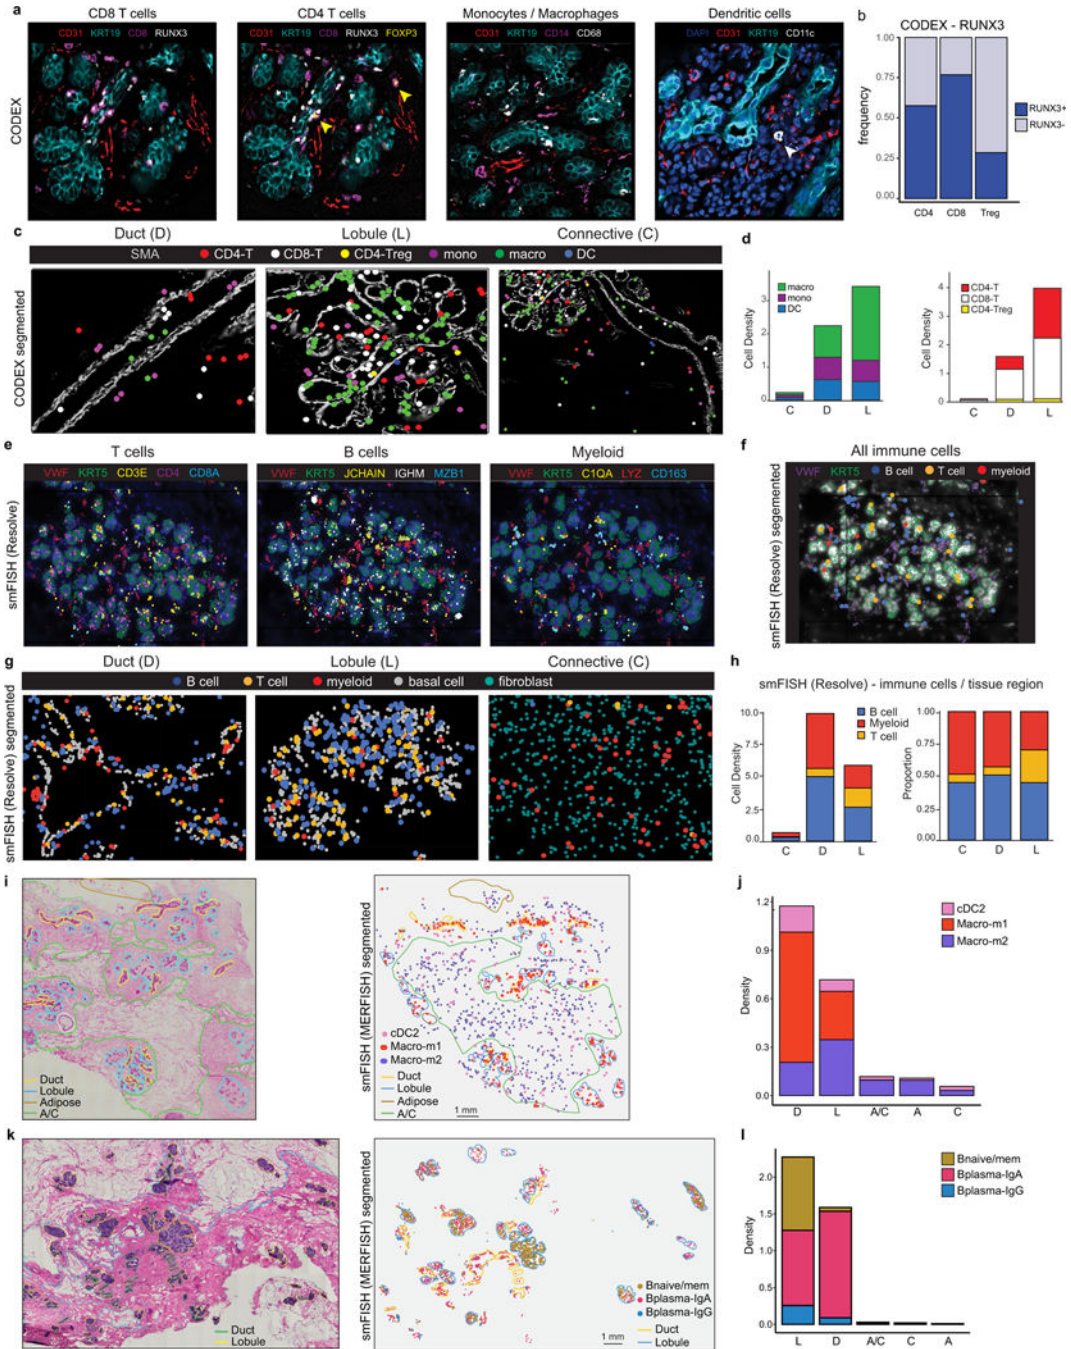 a
CD8 T cells
CD4 T cells
Monocytes / Macrophages
Dendritic cells
CD31 KRT19 CD8 RUNX3
CD31 KRT19 CD8 RUNX3 FOXP3
CD31 KRT19 CD14 CD68
DAPI CD31 KRT19 CD11c
CODEX
b
CODEX - RUNX3
frequency
1.00
0.75
0.50
0.25
0.00
CD4 CD8 Treg
RUNX3+
RUNX3-
c
Duct (D)
Lobule (L)
Connective (C)
SMA CD4-T CD8-T CD4-Treg mono macro DC
CODEX segmented
d
Cell Density
3
2
1
0
C D L
macro
mono
DC
Cell Density
4
3
2
1
0
C D L
CD4-T
CD8-T
CD4-Treg
e
T cells
B cells
Myeloid
VWF KRT5 CD3E CD4 CD8A
VWF KRT5 JCHAIN IGHM MZB1
VWF KRT5 C1QA LYZ CD163
smFISH (Resolve)
f
All immune cells
VWF KRT5 B cell T cell myeloid
smFISH (Resolve) segemented
g
Duct (D)
Lobule (L)
Connective (C)
B cell T cell myeloid basal cell fibroblast
smFISH (Resolve) segmented
h
smFISH (Resolve) - immune cells / tissue region
Cell Density
10.0
7.5
5.0
2.5
0.0
C D L
B cell
Myeloid
T cell
Proportion
1.00
0.75
0.50
0.25
0.00
C D L
i
Duct
Lobule
Adipose
A/C
smFISH (MERFISH) segmented
cDC2
Macro-m1
Macro-m2
Duct
Lobule
Adipose
A/C
1 mm
j
Density
1.2
0.9
0.6
0.3
0.0
D L A/C A C
cDC2
Macro-m1
Macro-m2
k
Duct
Lobule
smFISH (MERFISH) segmented
Bnaive/mem
Bplasma-IgA
Bplasma-IgG
Duct
Lobule
1 mm
l
Density
2.0
1.5
1.0
0.5
0.0
L D A/C C A
Bnaive/mem
Bplasma-IgA
Bplasma-IgG